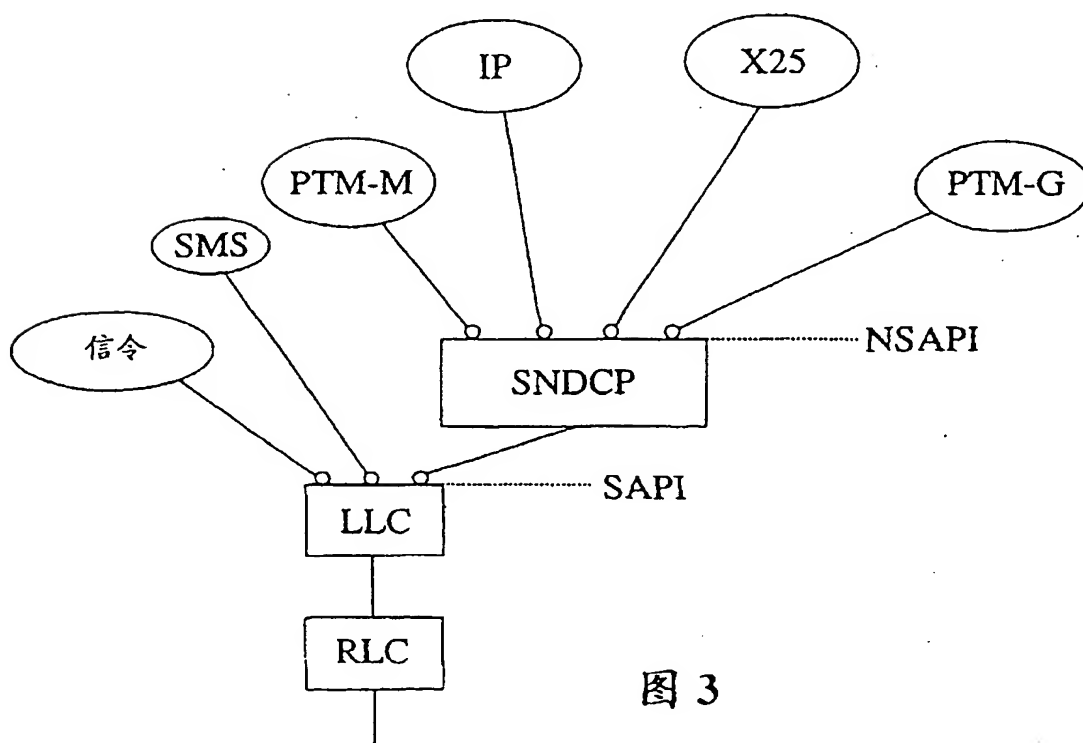 IP
X25
PTM-M
PTM-G
SMS
信令
NSAPI
SNDCP
SAPI
LLC
RLC
图 3